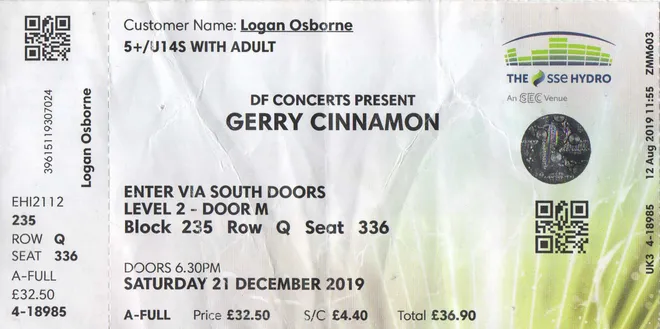 39615119307024
Logan Osborne
EHI2112
235
ROW Q
SEAT 336
A-FULL
£32.50
4-18985
Customer Name: Logan Osborne
5+/U14S WITH ADULT
DF CONCERTS PRESENT
GERRY CINNAMON
ENTER VIA SOUTH DOORS
LEVEL 2 - DOOR M
Block 235 Row Q Seat 336
DOORS 6.30PM
SATURDAY 21 DECEMBER 2019
A-FULL Price £32.50 S/C £4.40 Total £36.90
THE sse HYDRO
An SEC Venue
UK3 4-18985 12 Aug 2019 11:55 ZMM603